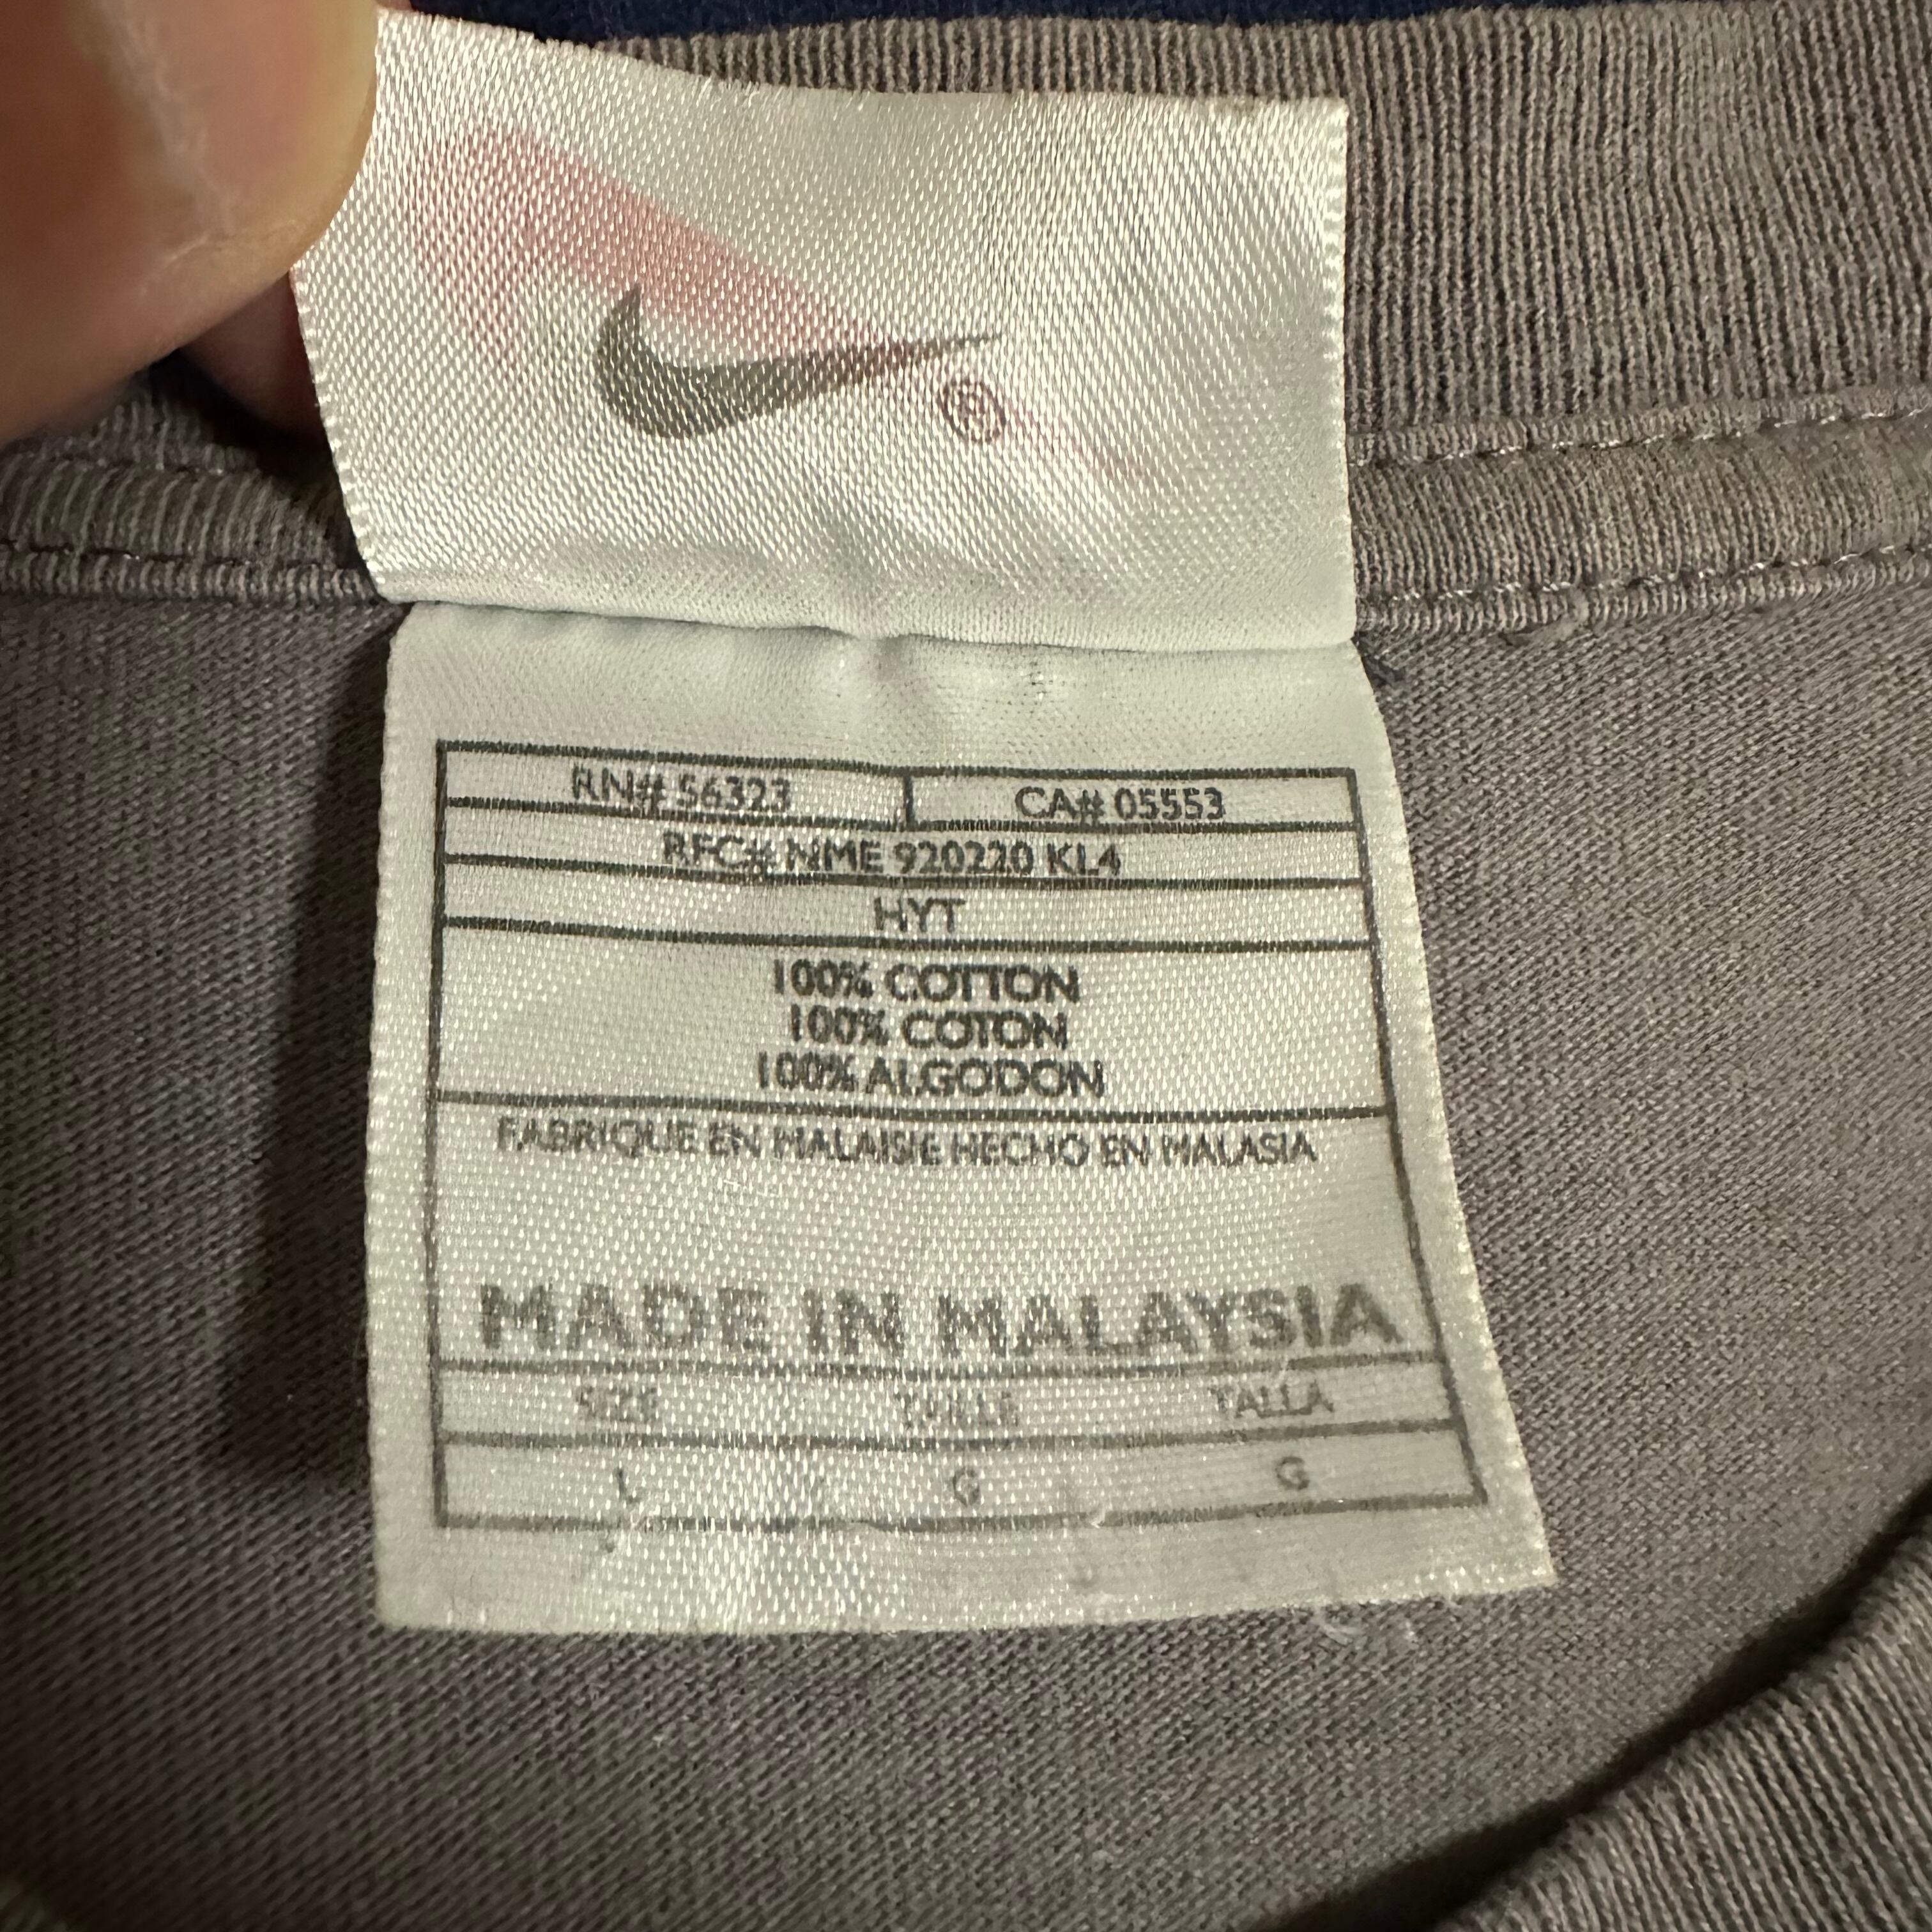 ®
RN# 56323 CA# 05553
RFC# NME 920220 KL4
HYT
100% COTTON
100% COTON
100% ALGODON
FABRIQUE EN MALAISIE HECHO EN MALASIA
MADE IN MALAYSIA
SIZE TAILLE TALLA
L G G